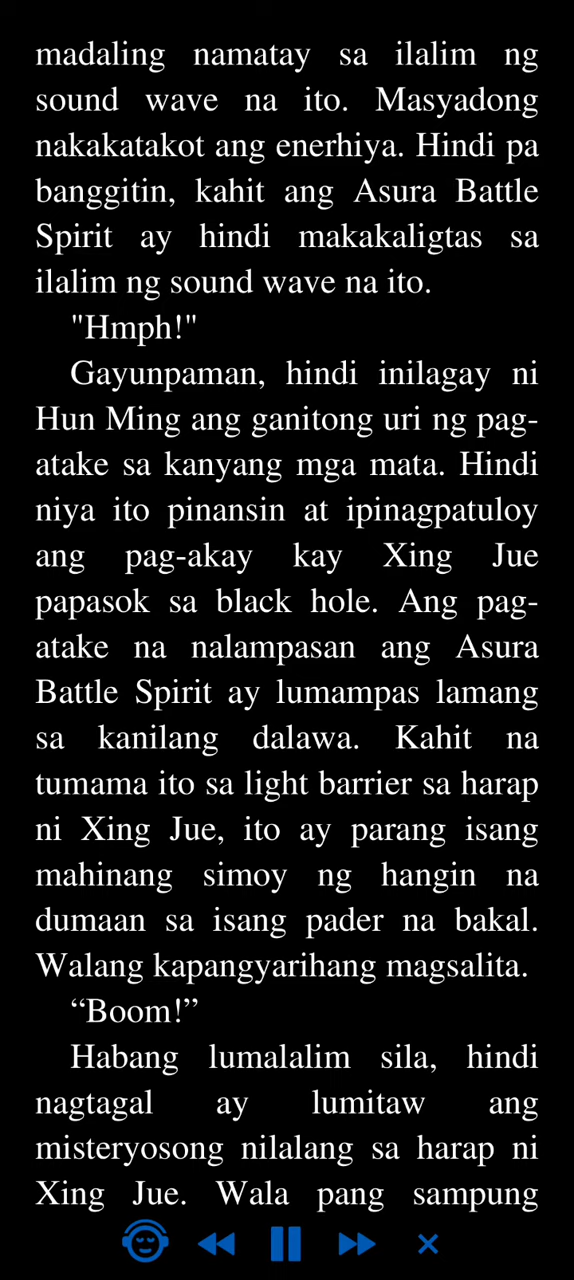 madaling namatay sa ilalim ng
sound wave na ito. Masyadong
nakakatakot ang enerhiya. Hindi pa
banggitin, kahit ang Asura Battle
Spirit ay hindi makakaligtas sa
ilalim ng sound wave na ito.
"Hmph!"
Gayunpaman, hindi inilagay ni
Hun Ming ang ganitong uri ng pag-
atake sa kanyang mga mata. Hindi
niya ito pinansin at ipinagpatuloy
ang pag-akay kay Xing Jue
papasok sa black hole. Ang pag-
atake na nalampasan ang Asura
Battle Spirit ay lumampas lamang
sa kanilang dalawa. Kahit na
tumama ito sa light barrier sa harap
ni Xing Jue, ito ay parang isang
mahinang simoy ng hangin na
dumaan sa isang pader na bakal.
Walang kapangyarihang magsalita.
“Boom!”
Habang lumalalim sila, hindi
nagtagal ay lumitaw ang
misteryosong nilalang sa harap ni
Xing Jue. Wala pang sampung